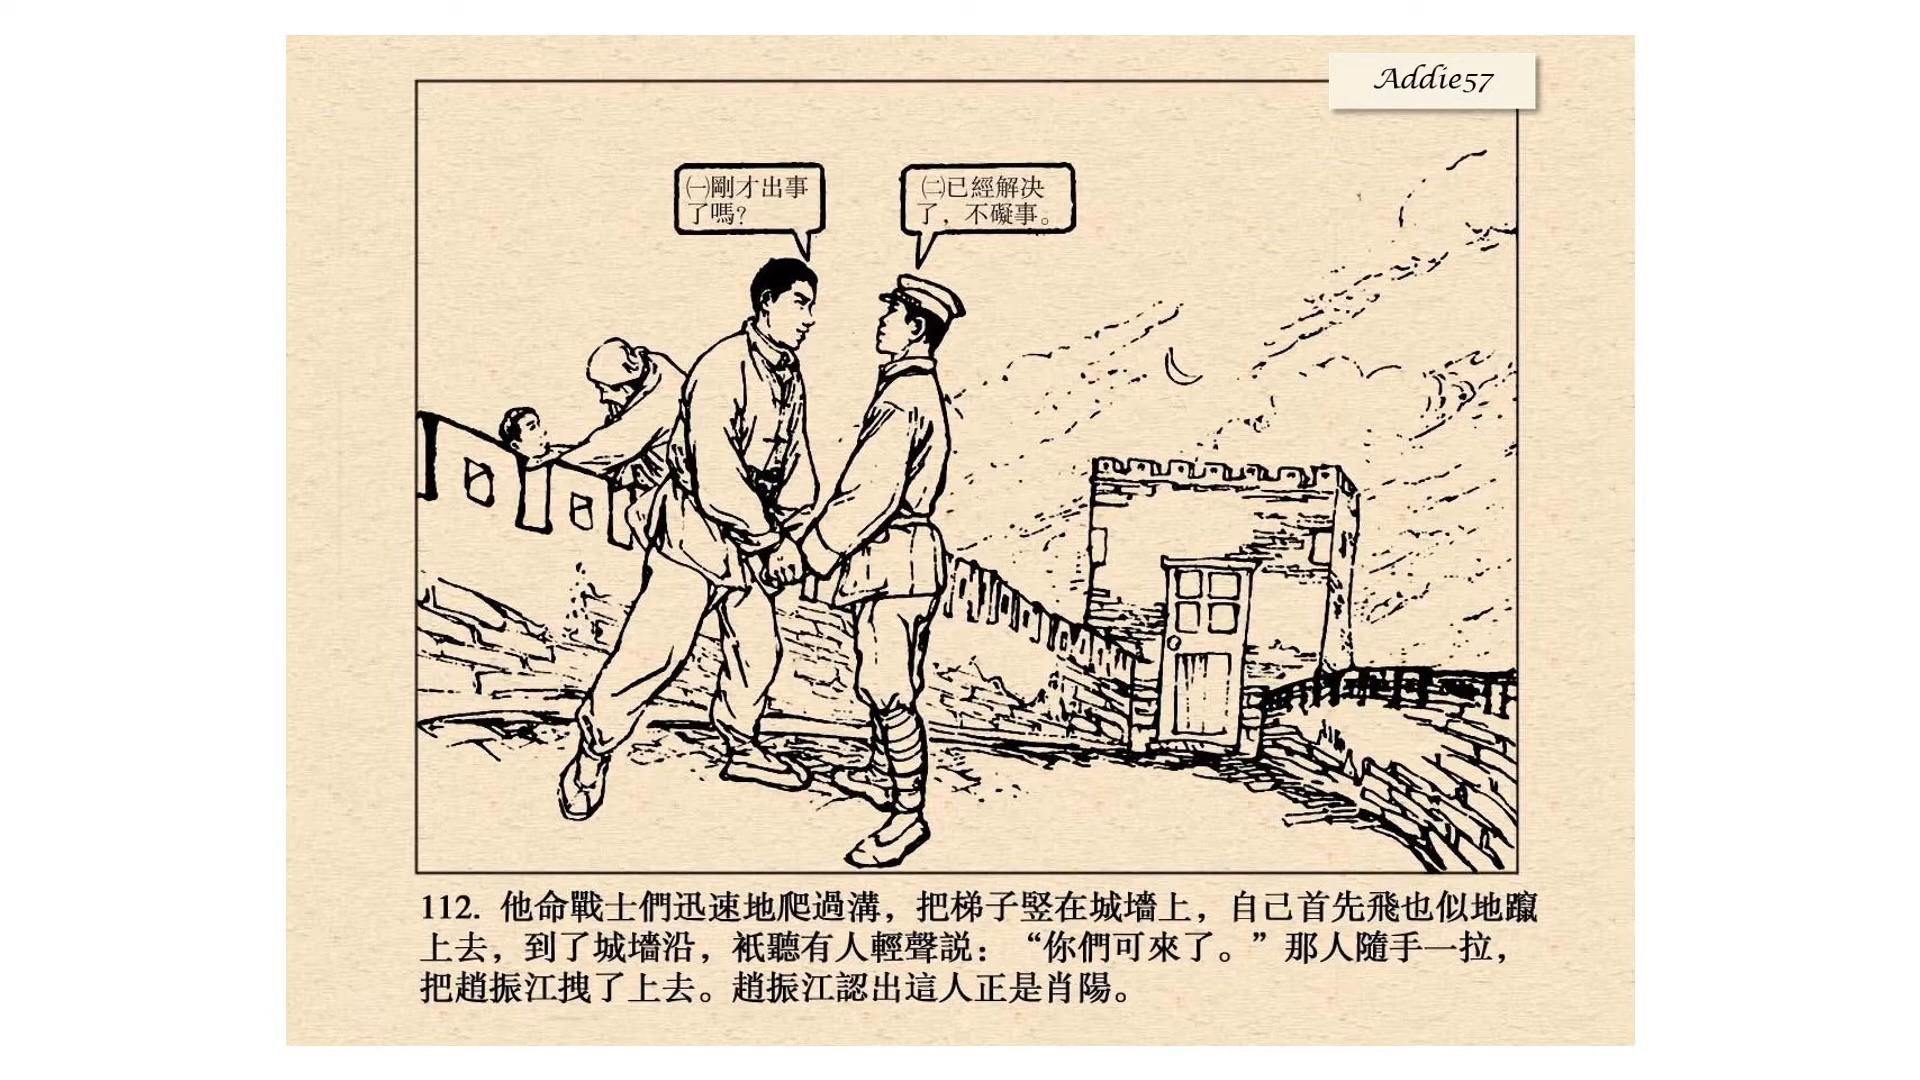 Addie57
㈠剛才出事
了嗎？
㈡已經解决
了，不礙事。
112. 他命戰士們迅速地爬過溝，把梯子竪在城墻上，自己首先飛也似地躥
上去，到了城墻沿，衹聽有人輕聲説：“你們可來了。”那人隨手一拉，
把趙振江拽了上去。趙振江認出這人正是肖陽。